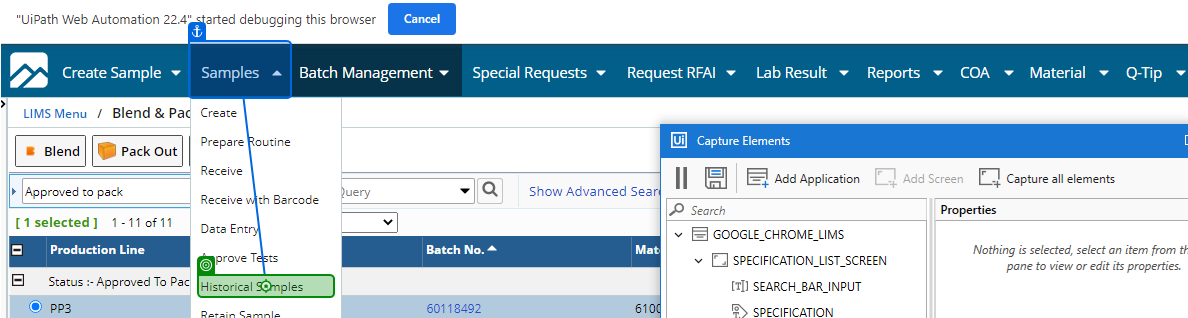 "UiPath Web Automation 22.4" started debugging this browser Cancel
Create Sample Samples Batch Management Special Requests Request RFAI Lab Result Reports COA Material Q-Tip
LIMS Menu / Blend & Pac
Blend Pack Out
Approved to pack Query Show Advanced Sear
[ 1 selected ] 1 - 11 of 11
Production Line Batch No. Mate
Status :- Approved To Pac
PP3 60118492 6100
Create
Prepare Routine
Receive
Receive with Barcode
Data Entry
Approve Tests
Historical Samples
Retain Sample
Ui Capture Elements
Add Application Add Screen Capture all elements
Search
GOOGLE_CHROME_LIMS
SPECIFICATION_LIST_SCREEN
SEARCH_BAR_INPUT
SPECIFICATION
Properties
Nothing is selected, select an item from th
pane to view or edit its properties.